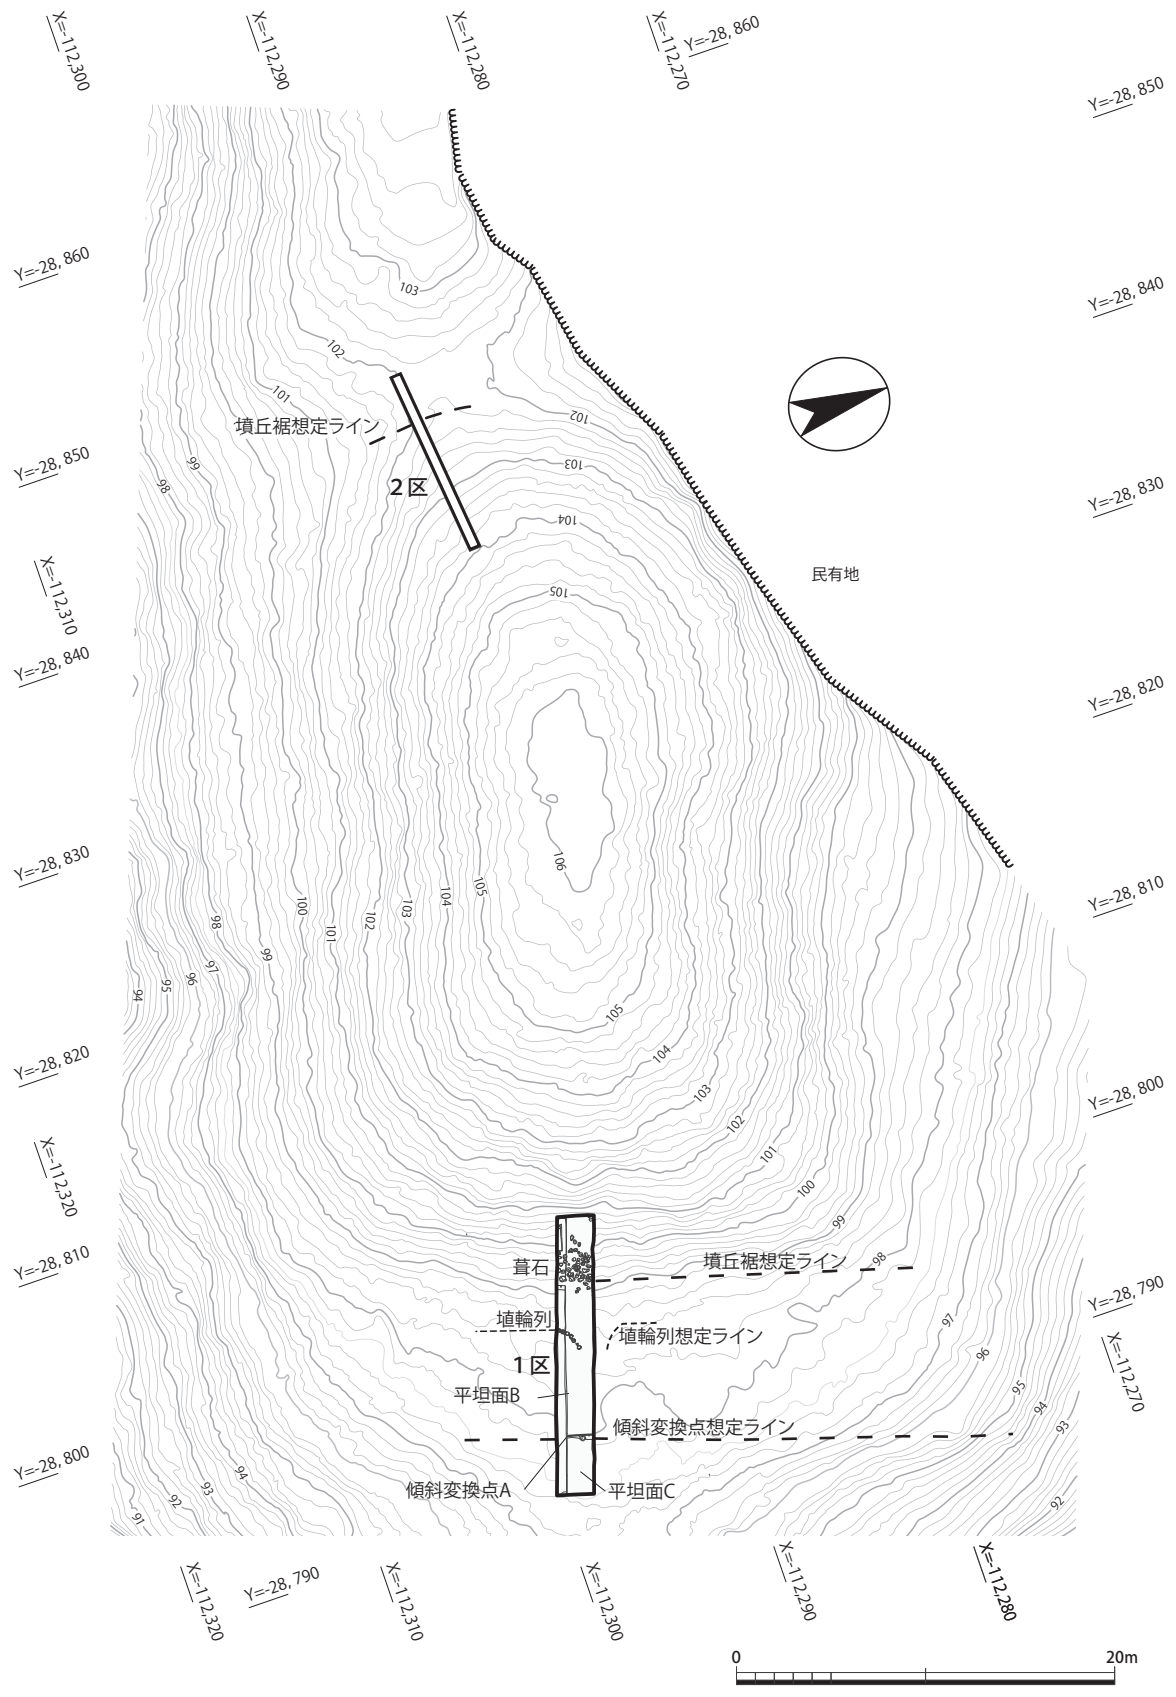 X=-112,300
X=-112,290
X=-112,280
X=-112,270
Y=-28, 860
Y=-28, 850
Y=-28, 860
Y=-28, 840
103
102
101
102
墳丘裾想定ライン
99
98
103
2区
Y=-28, 850
Y=-28, 830
104
民有地
105
X=-112,310
Y=-28, 840
Y=-28, 820
106
105
104
103
102
101
100
99
98
97
96
95
94
Y=-28, 830
Y=-28, 810
105
104
103
102
101
100
99
98
97
96
95
94
93
92
Y=-28, 820
Y=-28, 800
X=-112,320
Y=-28, 810
葺石
墳丘裾想定ライン
Y=-28, 790
埴輪列
埴輪列想定ライン
1区
X=-112,270
平坦面B
傾斜変換点想定ライン
Y=-28, 800
傾斜変換点A
平坦面C
94
93
92
91
X=-112,320
Y=-28, 790
X=-112,310
X=-112,300
X=-112,290
X=-112,280
0
20m